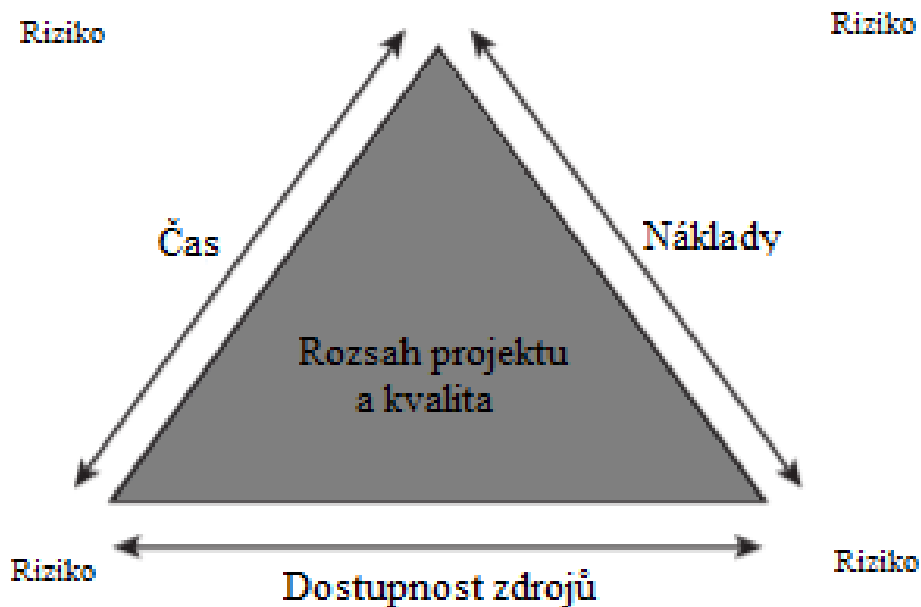 Riziko
Riziko
Čas
Náklady
Rozsah projektu
a kvalita
Riziko
Riziko
Dostupnost zdrojů